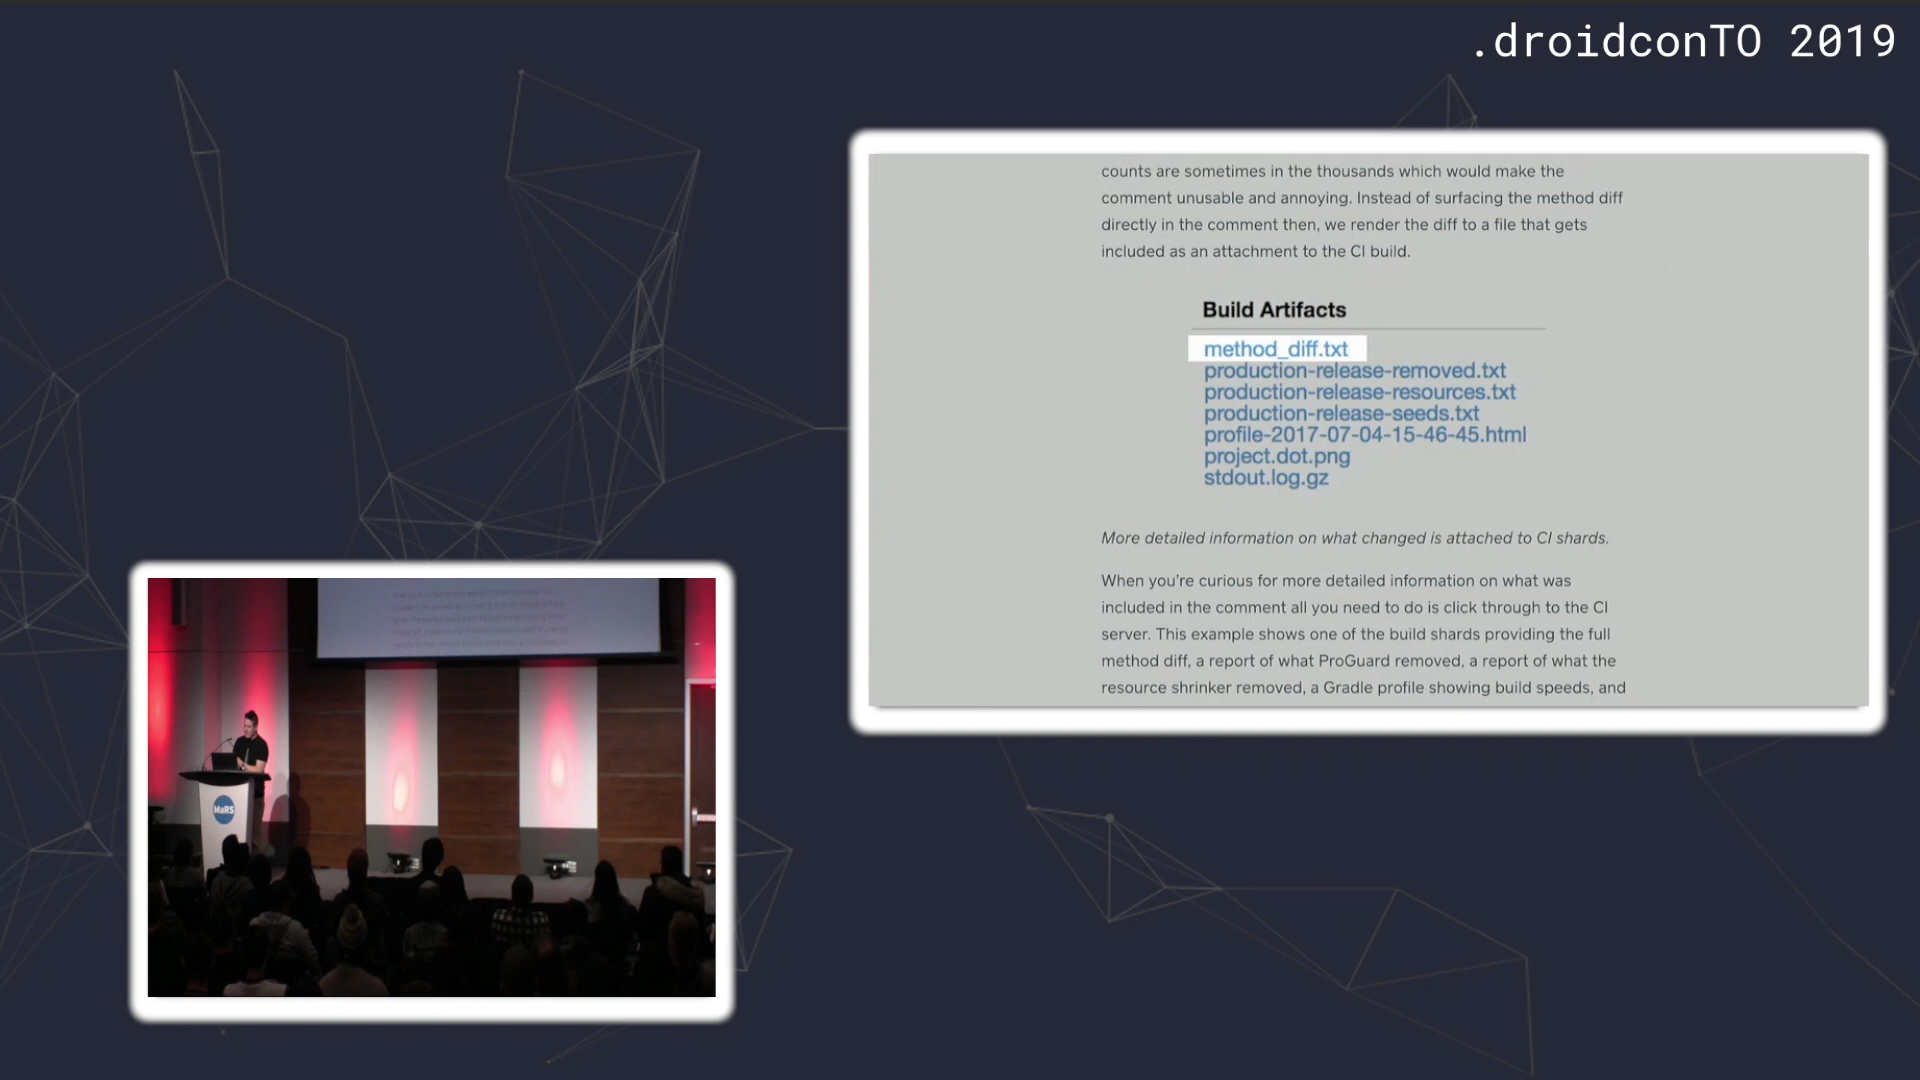 .droidconTO 2019
counts are sometimes in the thousands which would make the
comment unusable and annoying. Instead of surfacing the method diff
directly in the comment then, we render the diff to a file that gets
included as an attachment to the CI build.
Build Artifacts
method_diff.txt
production-release-removed.txt
production-release-resources.txt
production-release-seeds.txt
profile-2017-07-04-15-46-45.html
project.dot.png
stdout.log.gz
More detailed information on what changed is attached to CI shards.
When you're curious for more detailed information on what was
included in the comment all you need to do is click through to the CI
server. This example shows one of the build shards providing the full
method diff, a report of what ProGuard removed, a report of what the
resource shrinker removed, a Gradle profile showing build speeds, and
MaRS